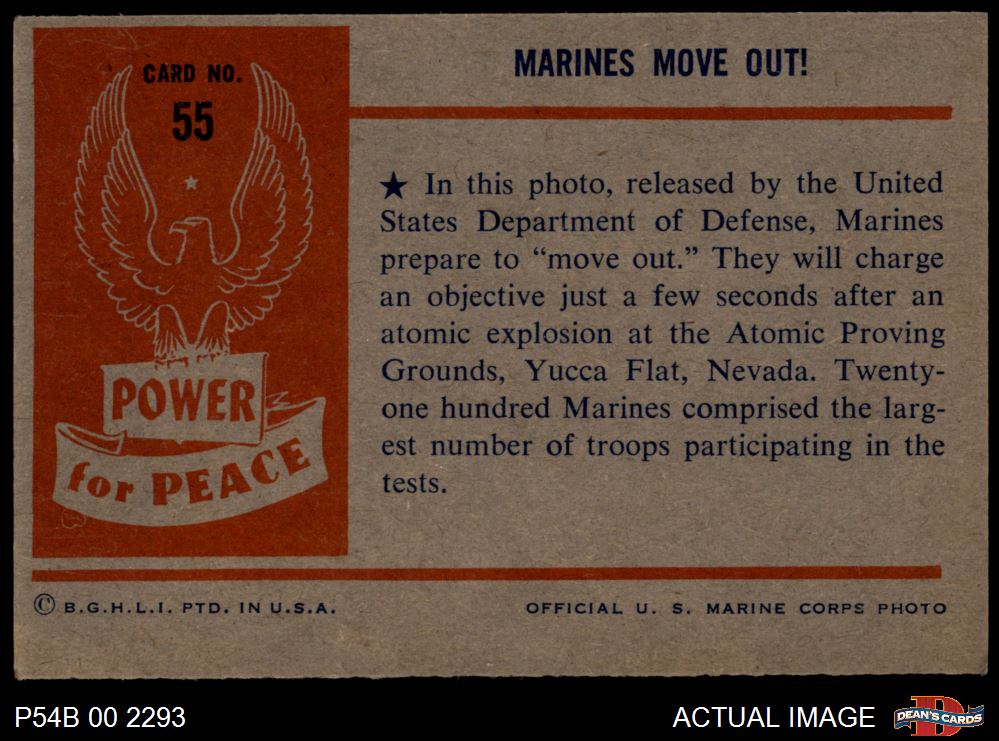 CARD NO.
55
MARINES MOVE OUT!
★ In this photo, released by the United
States Department of Defense, Marines
prepare to “move out.” They will charge
an objective just a few seconds after an
atomic explosion at the Atomic Proving
Grounds, Yucca Flat, Nevada. Twenty-
one hundred Marines comprised the larg-
est number of troops participating in the
tests.
POWER
for PEACE
© B.G.H.L.I. PTD. IN U.S.A.
OFFICIAL U. S. MARINE CORPS PHOTO
P54B 00 2293
ACTUAL IMAGE
D
DEAN'S CARDS